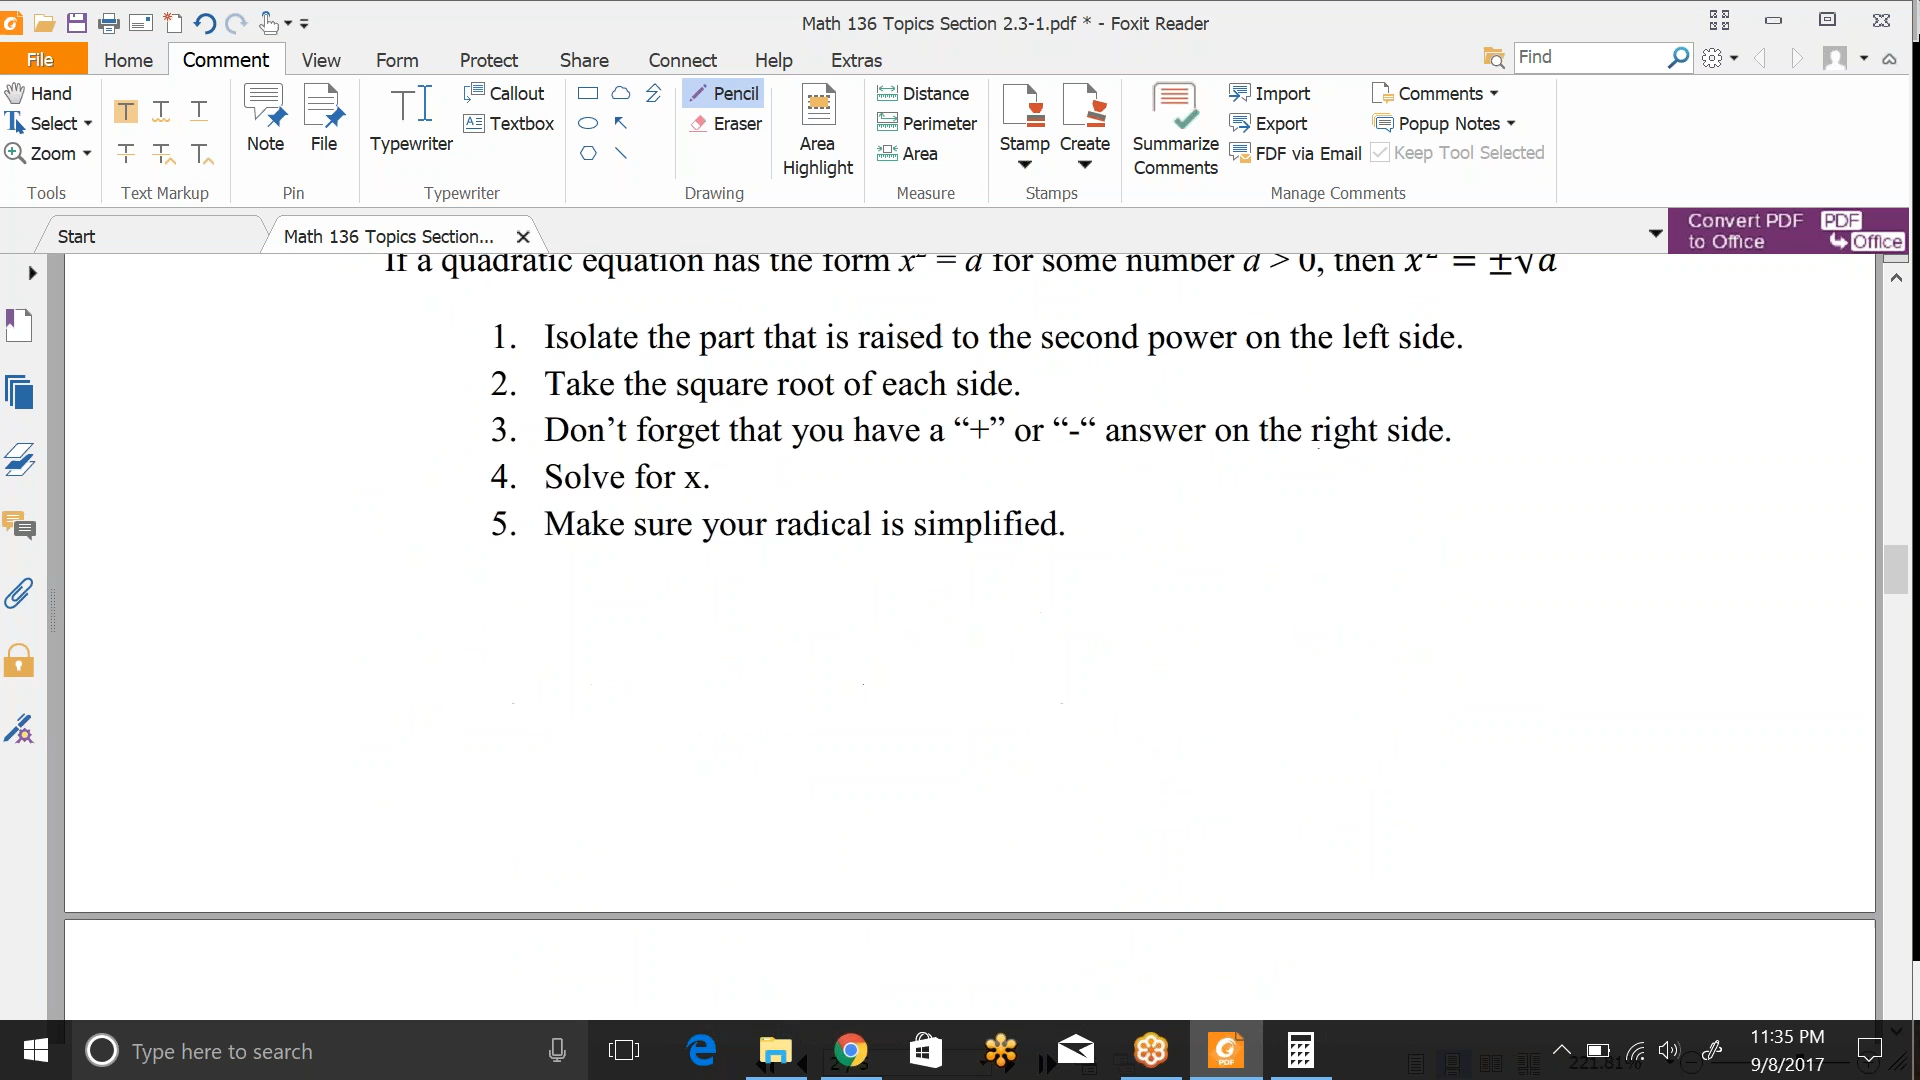 Math 136 Topics Section 2.3-1.pdf * - Foxit Reader
File Home Comment View Form Protect Share Connect Help Extras Find
Hand
Select
Zoom
Tools
Text Markup
Note File
Pin
Typewriter
Callout
Textbox
Typewriter
Pencil
Eraser
Drawing
Area
Highlight
Distance
Perimeter
Area
Measure
Stamp Create
Stamps
Summarize
Comments
Import
Export
FDF via Email
Comments
Popup Notes
Keep Tool Selected
Manage Comments
Start
Math 136 Topics Section...
Convert PDF
to Office
PDF
Office
If a quadratic equation has the form x² = a for some number a > 0, then x² = ±√a
1. Isolate the part that is raised to the second power on the left side.
2. Take the square root of each side.
3. Don’t forget that you have a “+” or “-“ answer on the right side.
4. Solve for x.
5. Make sure your radical is simplified.
Type here to search
PDF
221.81%
11:35 PM
9/8/2017